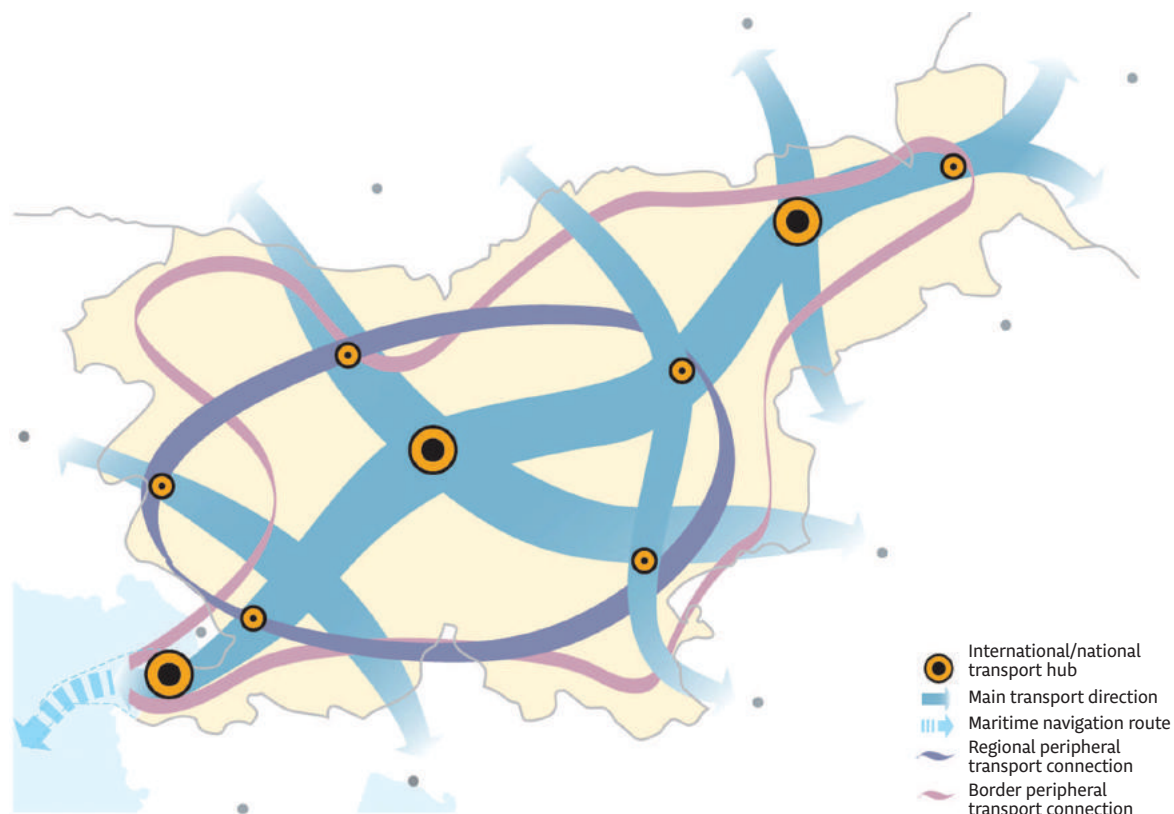 International/national
transport hub
Main transport direction
Maritime navigation route
Regional peripheral
transport connection
Border peripheral
transport connection